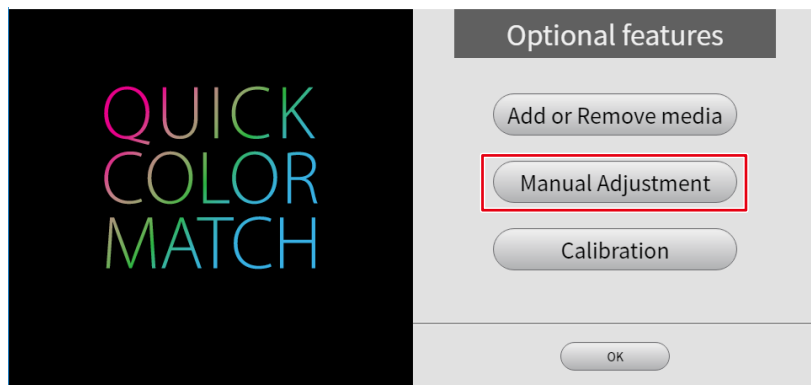 QUICK
COLOR
MATCH
Optional features
Add or Remove media
Manual Adjustment
Calibration
OK